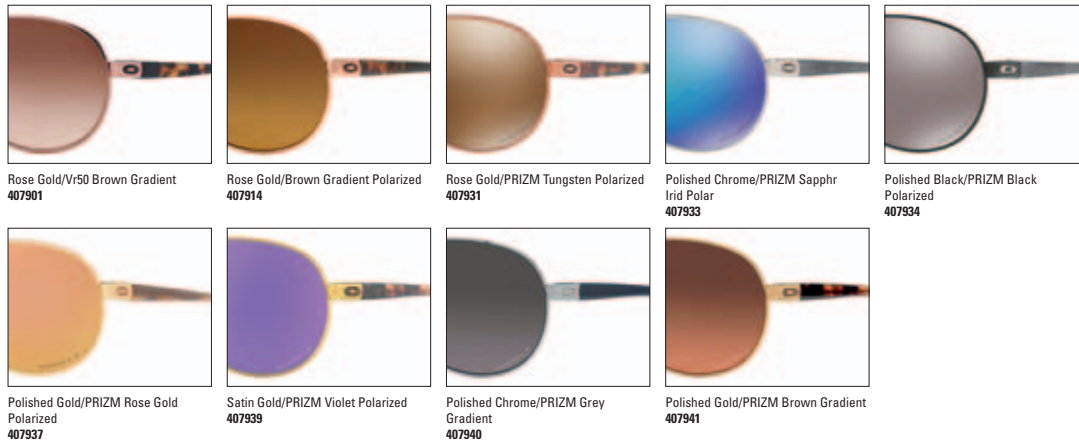 Rose Gold/Vr50 Brown Gradient
407901
Rose Gold/Brown Gradient Polarized
407914
Rose Gold/PRIZM Tungsten Polarized
407931
Polished Chrome/PRIZM Sapphr
Irid Polar
407933
Polished Black/PRIZM Black
Polarized
407934
Polished Gold/PRIZM Rose Gold
Polarized
407937
Satin Gold/PRIZM Violet Polarized
407939
Polished Chrome/PRIZM Grey
Gradient
407940
Polished Gold/PRIZM Brown Gradient
407941